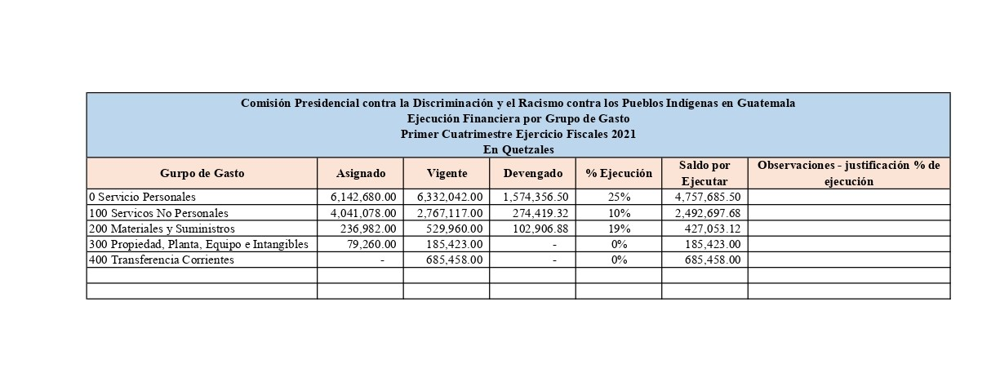 Comisión Presidencial contra la Discriminación y el Racismo contra los Pueblos Indígenas en Guatemala
Ejecución Financiera por Grupo de Gasto
Primer Cuatrimestre Ejercicio Fiscales 2021
En Quetzales
Gurpo de Gasto Asignado Vigente Devengado % Ejecución Saldo por Ejecutar Observaciones - justificación % de ejecución
0 Servicio Personales 6,142,680.00 6,332,042.00 1,574,356.50 25% 4,757,685.50
100 Servicos No Personales 4,041,078.00 2,767,117.00 274,419.32 10% 2,492,697.68
200 Materiales y Suministros 236,982.00 529,960.00 102,906.88 19% 427,053.12
300 Propiedad, Planta, Equipo e Intangibles 79,260.00 185,423.00 - 0% 185,423.00
400 Transferencia Corrientes - 685,458.00 - 0% 685,458.00